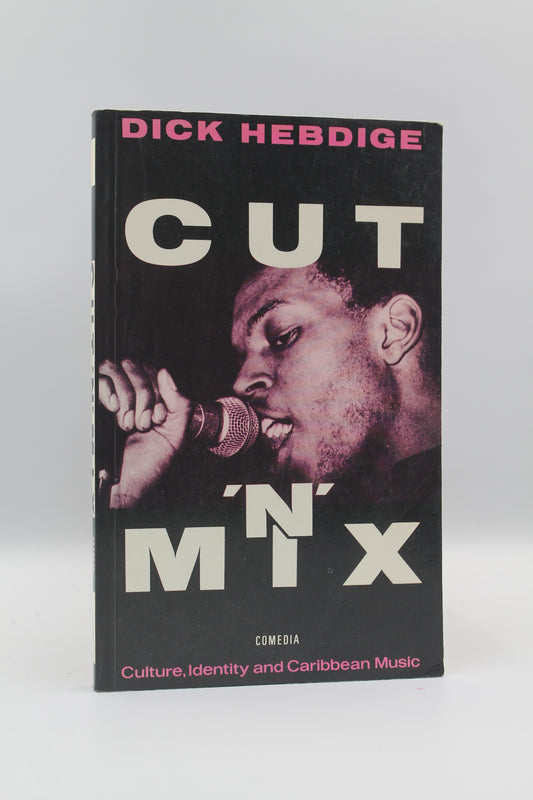 DICK HEBDIGE
CUT
'N'
MIX
COMEDIA
Culture, Identity and Caribbean Music